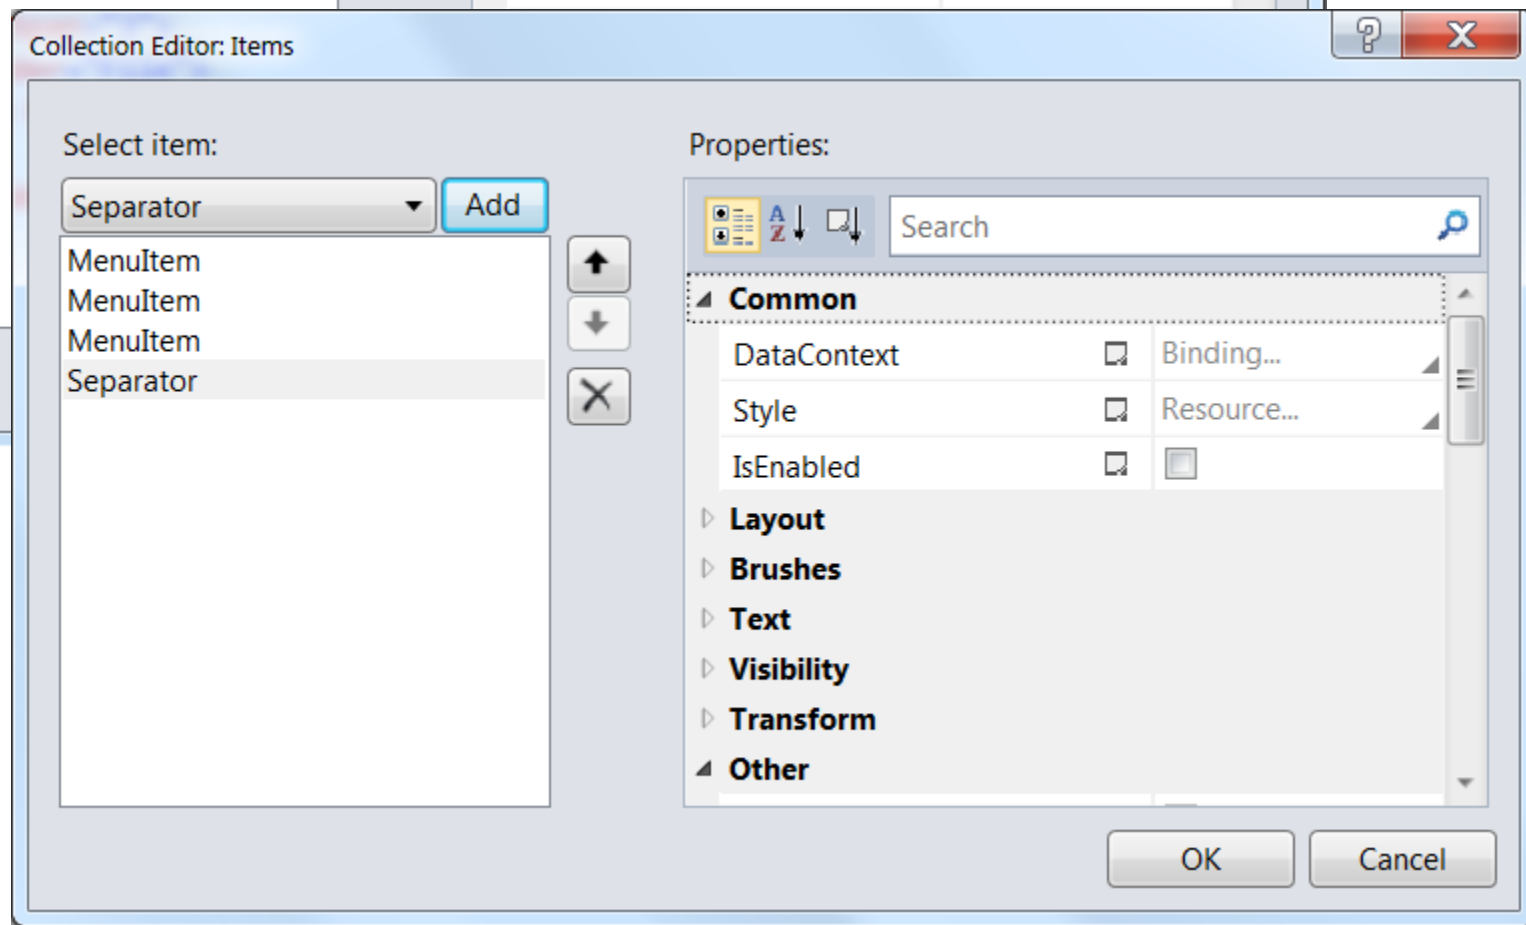 Collection Editor: Items
Select item:
Separator
Add
MenuItem
MenuItem
MenuItem
Separator
Properties:
Search
Common
DataContext
Binding...
Style
Resource...
IsEnabled
Layout
Brushes
Text
Visibility
Transform
Other
OK
Cancel